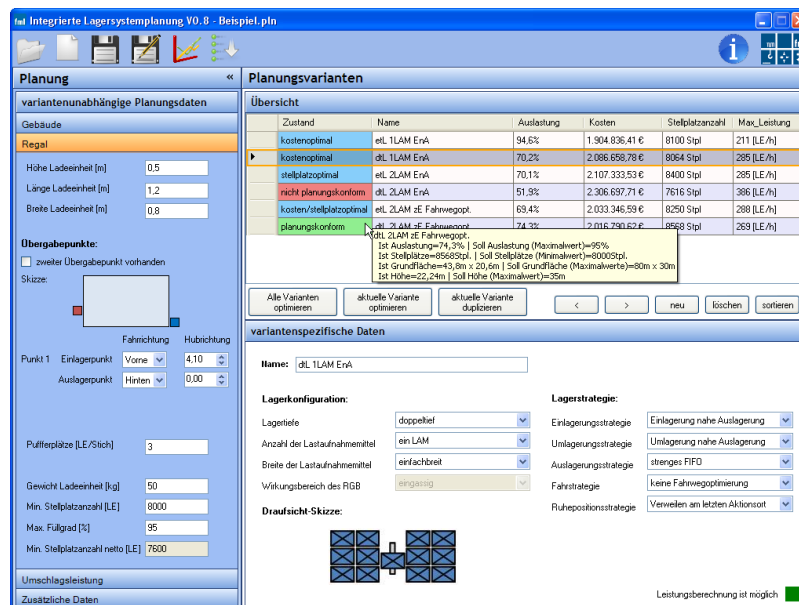 fml Integrierte Lagersystemplanung V0.8 - Beispiel.pln
Planung «
variantenunabhängige Planungsdaten
Gebäude
Regal
Höhe Ladeeinheit [m] 0,5
Länge Ladeeinheit [m] 1,2
Breite Ladeeinheit [m] 0,8
Übergabepunkte:
zweiter Übergabepunkt vorhanden
Skizze:
Fahrrichtung Hubrichtung
Punkt 1 Einlagerpunkt Vorne 4,10
Auslagerpunkt Hinten 0,00
Puffferplätze [LE/Stich] 3
Gewicht Ladeeinheit [kg] 50
Min. Stellplatzanzahl [LE] 8000
Max. Füllgrad [%] 95
Min. Stellplatzanzahl netto [LE] 7600
Umschlagsleistung
Zusätzliche Daten
Planungsvarianten
Übersicht
Zustand Name Auslastung Kosten Stellplatzanzahl Max_Leistung
kostenoptimal etL 1LAM EnA 94,6% 1.904.836,41 € 8100 Stpl 211 [LE/h]
kostenoptimal dtL 1LAM EnA 70,2% 2.086.658,78 € 8064 Stpl 285 [LE/h]
stellplatzoptimal etL 2LAM EnA 70,1% 2.107.333,53 € 8400 Stpl 285 [LE/h]
nicht planungskonform dtL 2LAM EnA 51,9% 2.306.697,71 € 7616 Stpl 386 [LE/h]
kosten/stellplatzoptimal etL 2LAM zE Fahrwegopt. 69,4% 2.033.346,59 € 8250 Stpl 288 [LE/h]
planungskonform dtL 2LAM zE Fahrwegopt. 74,3% 2.016.790,62 € 8568 Stpl 269 [LE/h]
dtL 2LAM zE Fahrwegopt.
Ist Auslastung=74,3% | Soll Auslastung (Maximalwert)=95%
Ist Stellplätze=8568Stpl. | Soll Stellplätze (Minimalwert)=8000Stpl.
Ist Grundfläche=43,8m x 20,6m | Soll Grundfläche (Maximalwerte)=80m x 30m
Ist Höhe=22,24m | Soll Höhe (Maximalwert)=35m
Alle Varianten optimieren aktuelle Variante optimieren aktuelle Variante duplizieren < > neu löschen sortieren
variantenspezifische Daten
Name: dtL 1LAM EnA
Lagerkonfiguration:
Lagertiefe doppeltief
Anzahl der Lastaufnahmemittel ein LAM
Breite der Lastaufnahmemittel einfachbreit
Wirkungsbereich des RGB eingassig
Draufsicht-Skizze:
Lagerstrategie:
Einlagerungsstrategie Einlagerung nahe Auslagerung
Umlagerungsstrategie Umlagerung nahe Auslagerung
Auslagerungsstrategie strenges FIFO
Fahrstrategie keine Fahrwegoptimierung
Ruhepositionsstrategie Verweilen am letzten Aktionsort
Leistungsberechnung ist möglich